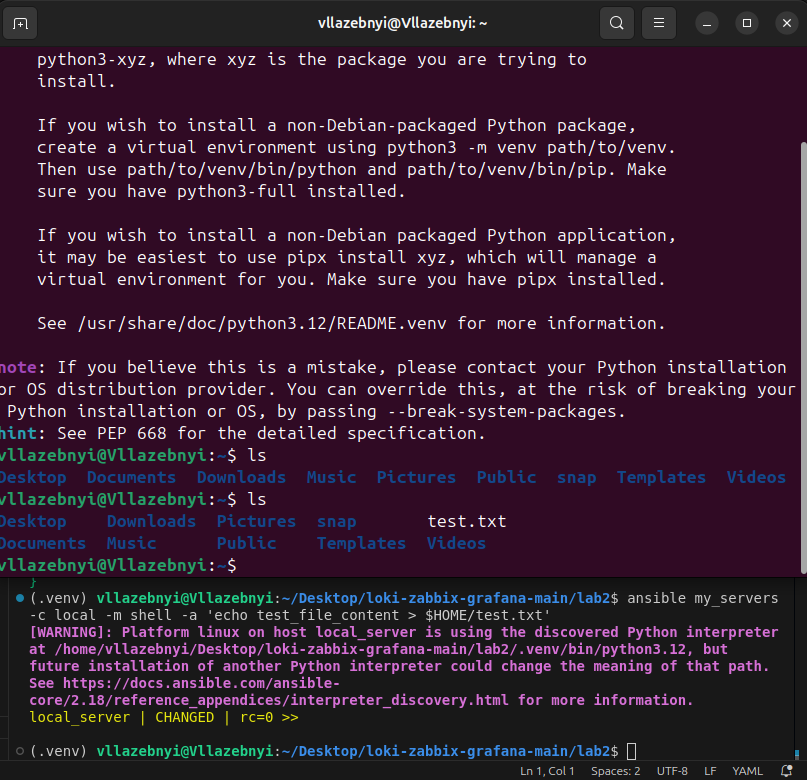 vllazebnyi@Vllazebnyi: ~
python3-xyz, where xyz is the package you are trying to
install.
If you wish to install a non-Debian-packaged Python package,
create a virtual environment using python3 -m venv path/to/venv.
Then use path/to/venv/bin/python and path/to/venv/bin/pip. Make
sure you have python3-full installed.
If you wish to install a non-Debian packaged Python application,
it may be easiest to use pipx install xyz, which will manage a
virtual environment for you. Make sure you have pipx installed.
See /usr/share/doc/python3.12/README.venv for more information.
note: If you believe this is a mistake, please contact your Python installation
or OS distribution provider. You can override this, at the risk of breaking your
Python installation or OS, by passing --break-system-packages.
hint: See PEP 668 for the detailed specification.
vllazebnyi@Vllazebnyi:~$ ls
Desktop Documents Downloads Music Pictures Public snap Templates Videos
vllazebnyi@Vllazebnyi:~$ ls
Desktop Downloads Pictures snap test.txt
Documents Music Public Templates Videos
vllazebnyi@Vllazebnyi:~$
}
(.venv) vllazebnyi@Vllazebnyi:~/Desktop/loki-zabbix-grafana-main/lab2$ ansible my_servers
-c local -m shell -a 'echo test_file_content > $HOME/test.txt'
[WARNING]: Platform linux on host local_server is using the discovered Python interpreter
at /home/vllazebnyi/Desktop/loki-zabbix-grafana-main/lab2/.venv/bin/python3.12, but
future installation of another Python interpreter could change the meaning of that path.
See https://docs.ansible.com/ansible-
core/2.18/reference_appendices/interpreter_discovery.html for more information.
local_server | CHANGED | rc=0 >>
(.venv) vllazebnyi@Vllazebnyi:~/Desktop/loki-zabbix-grafana-main/lab2$
Ln 1, Col 1 Spaces: 2 UTF-8 LF YAML